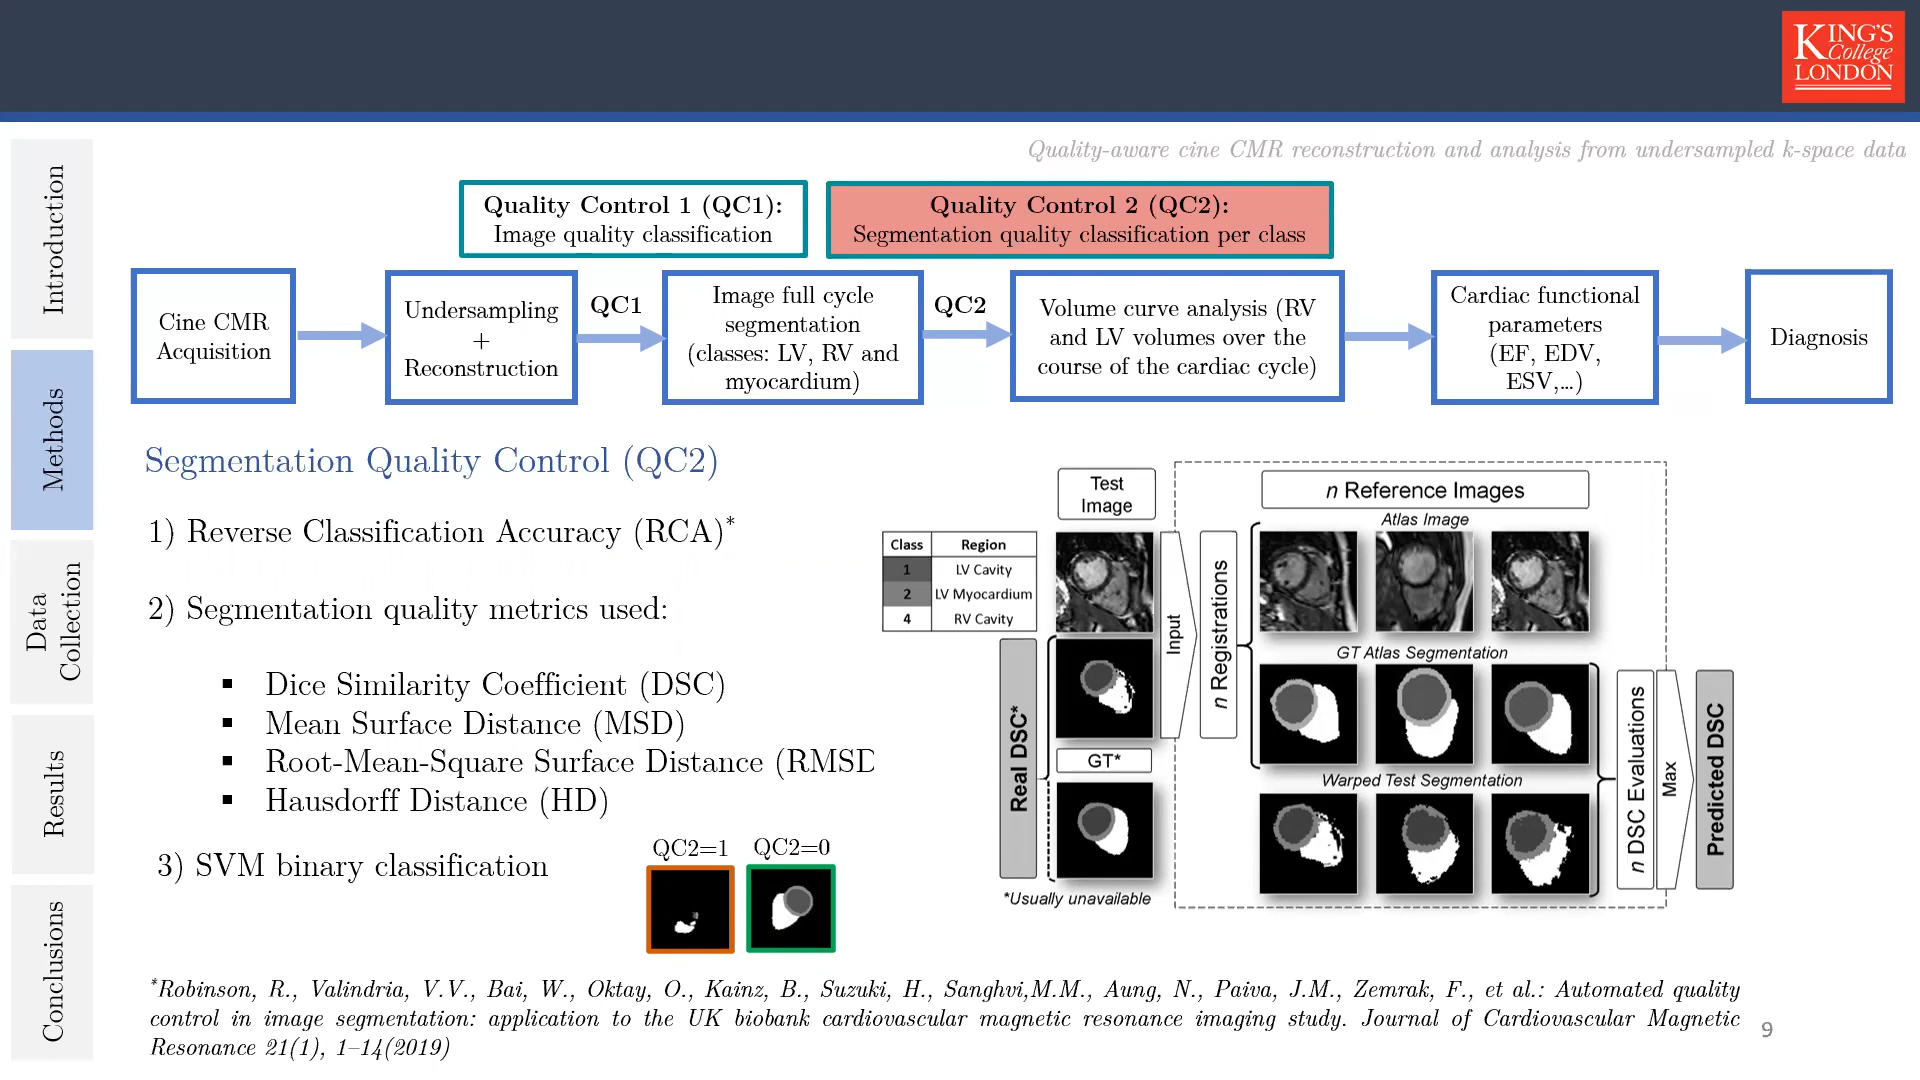 KING'S
College
LONDON
Quality-aware cine CMR reconstruction and analysis from undersampled k-space data
Introduction
Methods
Data
Collection
Results
Conclusions
Quality Control 1 (QC1):
Image quality classification
Quality Control 2 (QC2):
Segmentation quality classification per class
Cine CMR
Acquisition
Undersampling
+
Reconstruction
QC1
Image full cycle
segmentation
(classes: LV, RV and
myocardium)
QC2
Volume curve analysis (RV
and LV volumes over the
course of the cardiac cycle)
Cardiac functional
parameters
(EF, EDV,
ESV,...)
Diagnosis
Segmentation Quality Control (QC2)
1) Reverse Classification Accuracy (RCA)*
2) Segmentation quality metrics used:
▪ Dice Similarity Coefficient (DSC)
▪ Mean Surface Distance (MSD)
▪ Root-Mean-Square Surface Distance (RMSD
▪ Hausdorff Distance (HD)
3) SVM binary classification
QC2=1 QC2=0
Test
Image
n Reference Images
Atlas Image
Class Region
1 LV Cavity
2 LV Myocardium
4 RV Cavity
Input
n Registrations
GT Atlas Segmentation
Real DSC*
GT*
Warped Test Segmentation
n DSC Evaluations
Max
Predicted DSC
*Usually unavailable
*Robinson, R., Valindria, V.V., Bai, W., Oktay, O., Kainz, B., Suzuki, H., Sanghvi,M.M., Aung, N., Paiva, J.M., Zemrak, F., et al.: Automated quality
control in image segmentation: application to the UK biobank cardiovascular magnetic resonance imaging study. Journal of Cardiovascular Magnetic
Resonance 21(1), 1–14(2019)
9